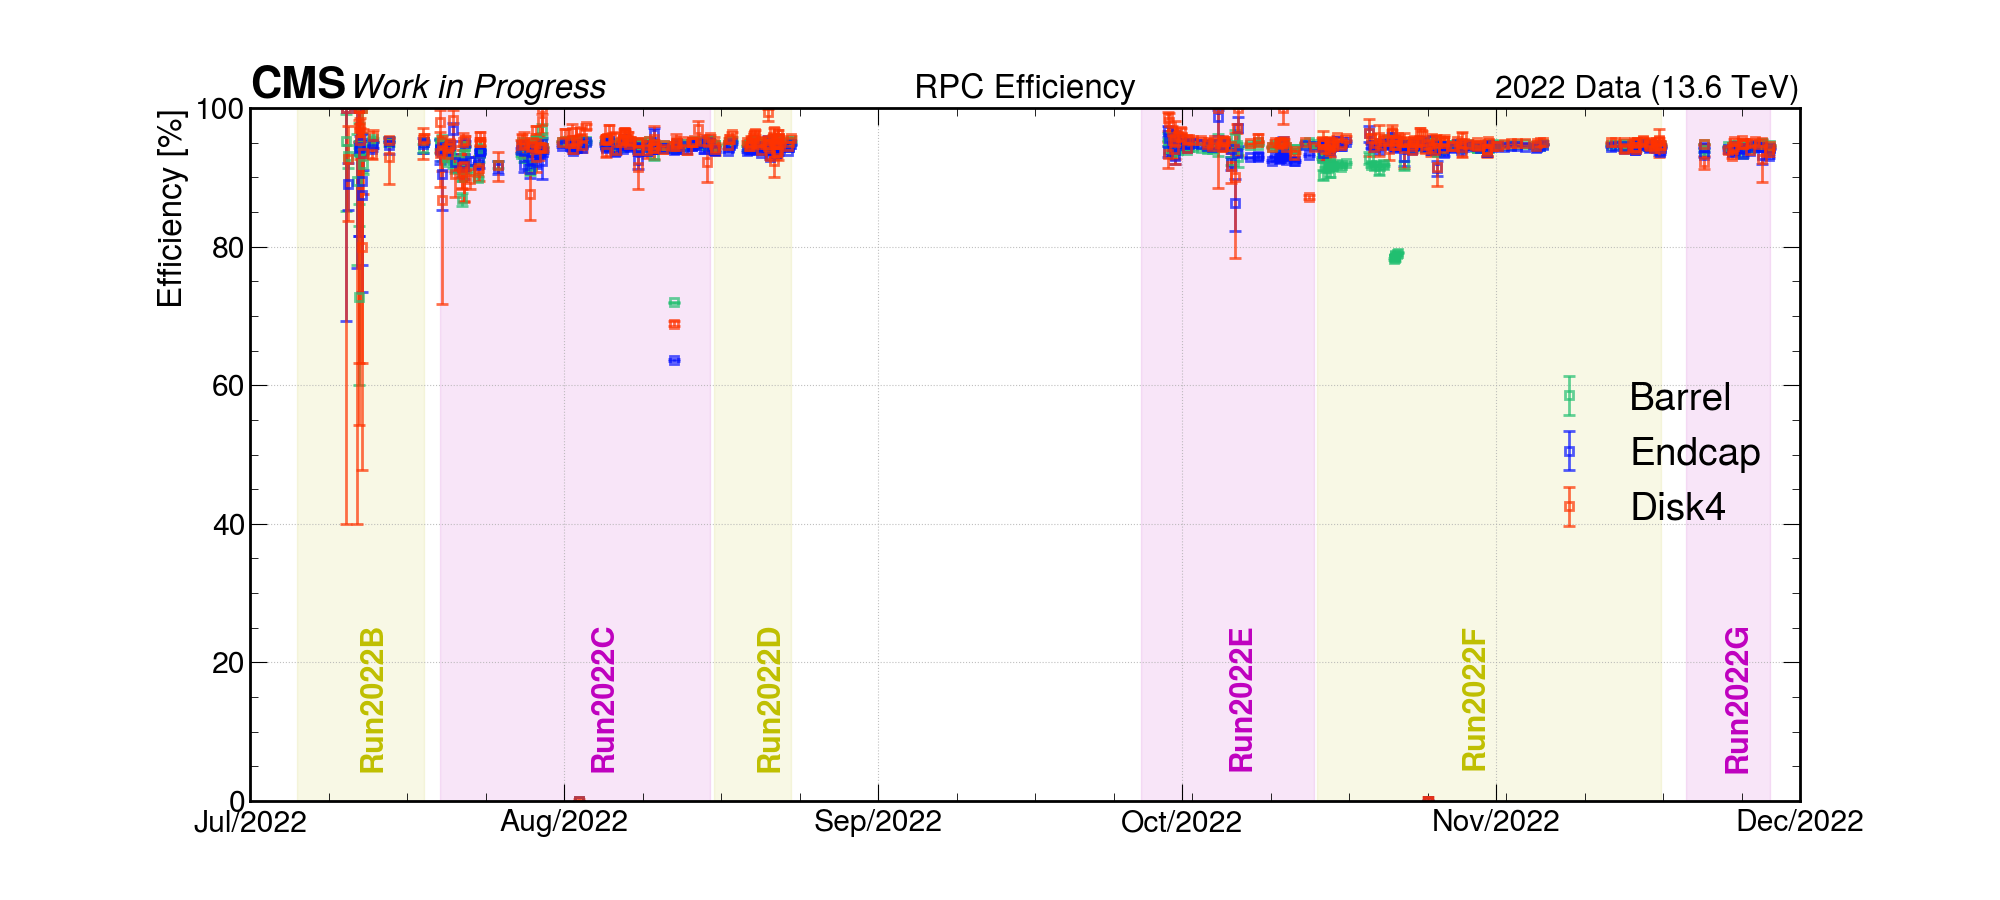 CMS Work in Progress RPC Efficiency 2022 Data (13.6 TeV)
Efficiency [%]
100
80
60
40
20
0
Barrel
Endcap
Disk4
Run2022B
Run2022C
Run2022D
Run2022E
Run2022F
Run2022G
Jul/2022 Aug/2022 Sep/2022 Oct/2022 Nov/2022 Dec/2022